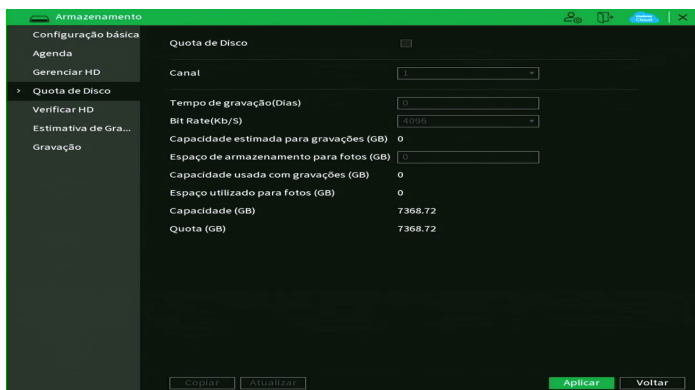 Armazenamento
Cloud
Configuração básica
Agenda
Gerenciar HD
> Quota de Disco
Verificar HD
Estimativa de Gra...
Gravação
Quota de Disco
Canal 1
Tempo de gravação(Dias) 0
Bit Rate(Kb/S) 4096
Capacidade estimada para gravações (GB) 0
Espaço de armazenamento para fotos (GB) 0
Capacidade usada com gravações (GB) 0
Espaço utilizado para fotos (GB) 0
Capacidade (GB) 7368.72
Quota (GB) 7368.72
Copiar Atualizar Aplicar Voltar